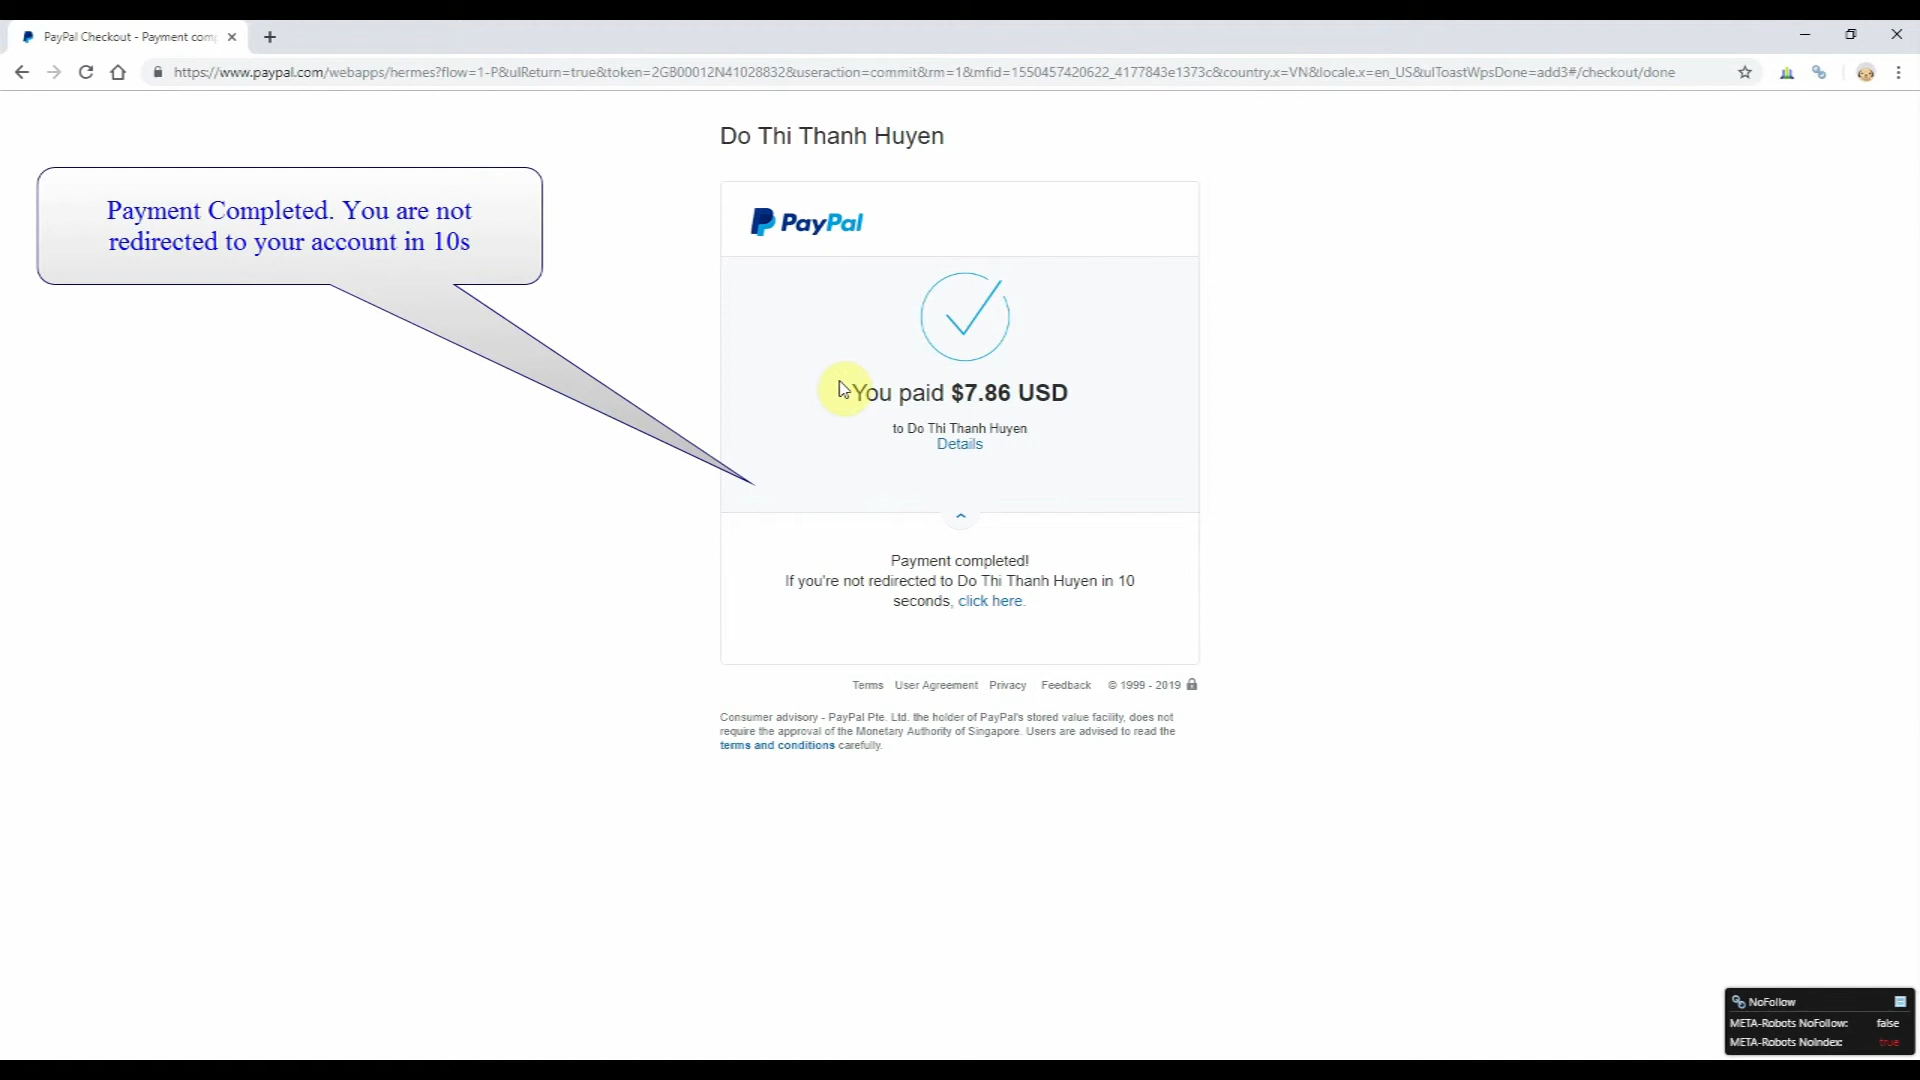 PayPal Checkout - Payment comp
https://www.paypal.com/webapps/hermes?flow=1-P&ulReturn=true&token=2GB00012N41028832&useraction=commit&rm=1&mfid=1550457420622_4177843e1373c&country.x=VN&locale.x=en_US&ulToastWpsDone=add3#/checkout/done
Do Thi Thanh Huyen
Payment Completed. You are not
redirected to your account in 10s
PayPal
You paid $7.86 USD
to Do Thi Thanh Huyen
Details
Payment completed!
If you're not redirected to Do Thi Thanh Huyen in 10
seconds, click here.
Terms User Agreement Privacy Feedback © 1999 - 2019
Consumer advisory - PayPal Pte. Ltd. the holder of PayPal's stored value facility, does not
require the approval of the Monetary Authority of Singapore. Users are advised to read the
terms and conditions carefully.
NoFollow
META-Robots NoFollow: false
META-Robots NoIndex: true